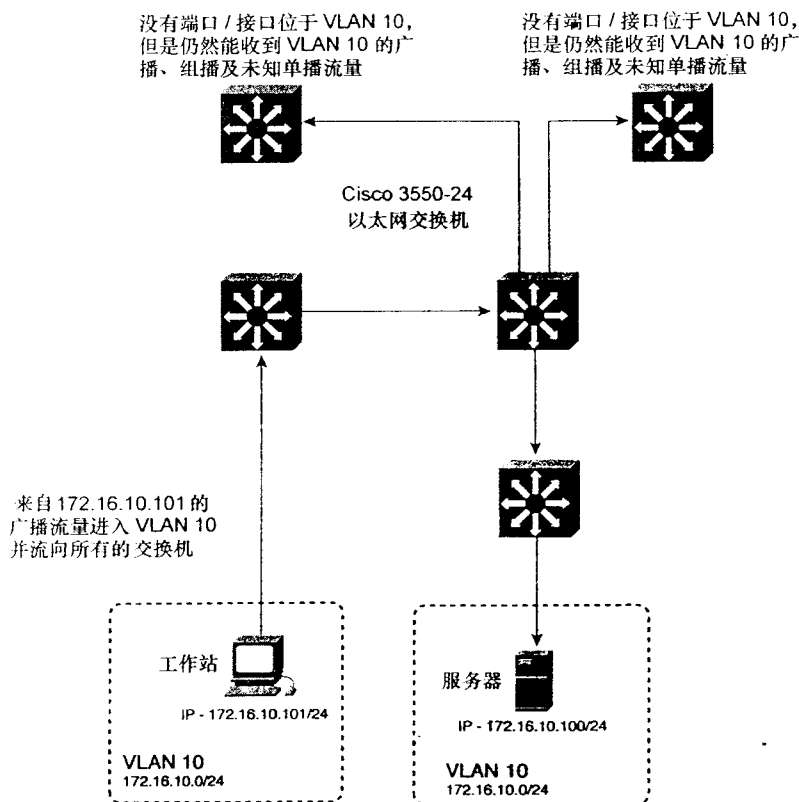 没有端口 / 接口位于 VLAN 10,
但是仍然能收到 VLAN 10 的广
播、组播及未知单播流量
没有端口 / 接口位于 VLAN 10,
但是仍然能收到 VLAN 10 的广
播、组播及未知单播流量
Cisco 3550-24
以太网交换机
来自 172.16.10.101 的
广播流量进入 VLAN 10
并流向所有的交换机
工作站
IP - 172.16.10.101/24
VLAN 10
172.16.10.0/24
服务器
IP - 172.16.10.100/24
VLAN 10
172.16.10.0/24